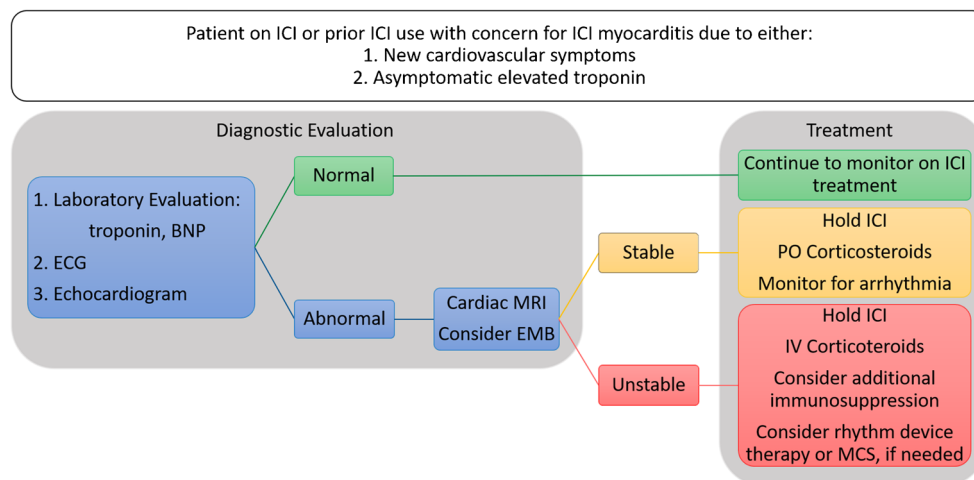 Patient on ICI or prior ICI use with concern for ICI myocarditis due to either:
1. New cardiovascular symptoms
2. Asymptomatic elevated troponin
Diagnostic Evaluation
1. Laboratory Evaluation:
troponin, BNP
2. ECG
3. Echocardiogram
Normal
Abnormal
Cardiac MRI
Consider EMB
Stable
Unstable
Treatment
Continue to monitor on ICI
treatment
Hold ICI
PO Corticosteroids
Monitor for arrhythmia
Hold ICI
IV Corticoteroids
Consider additional
immunosuppression
Consider rhythm device
therapy or MCS, if needed